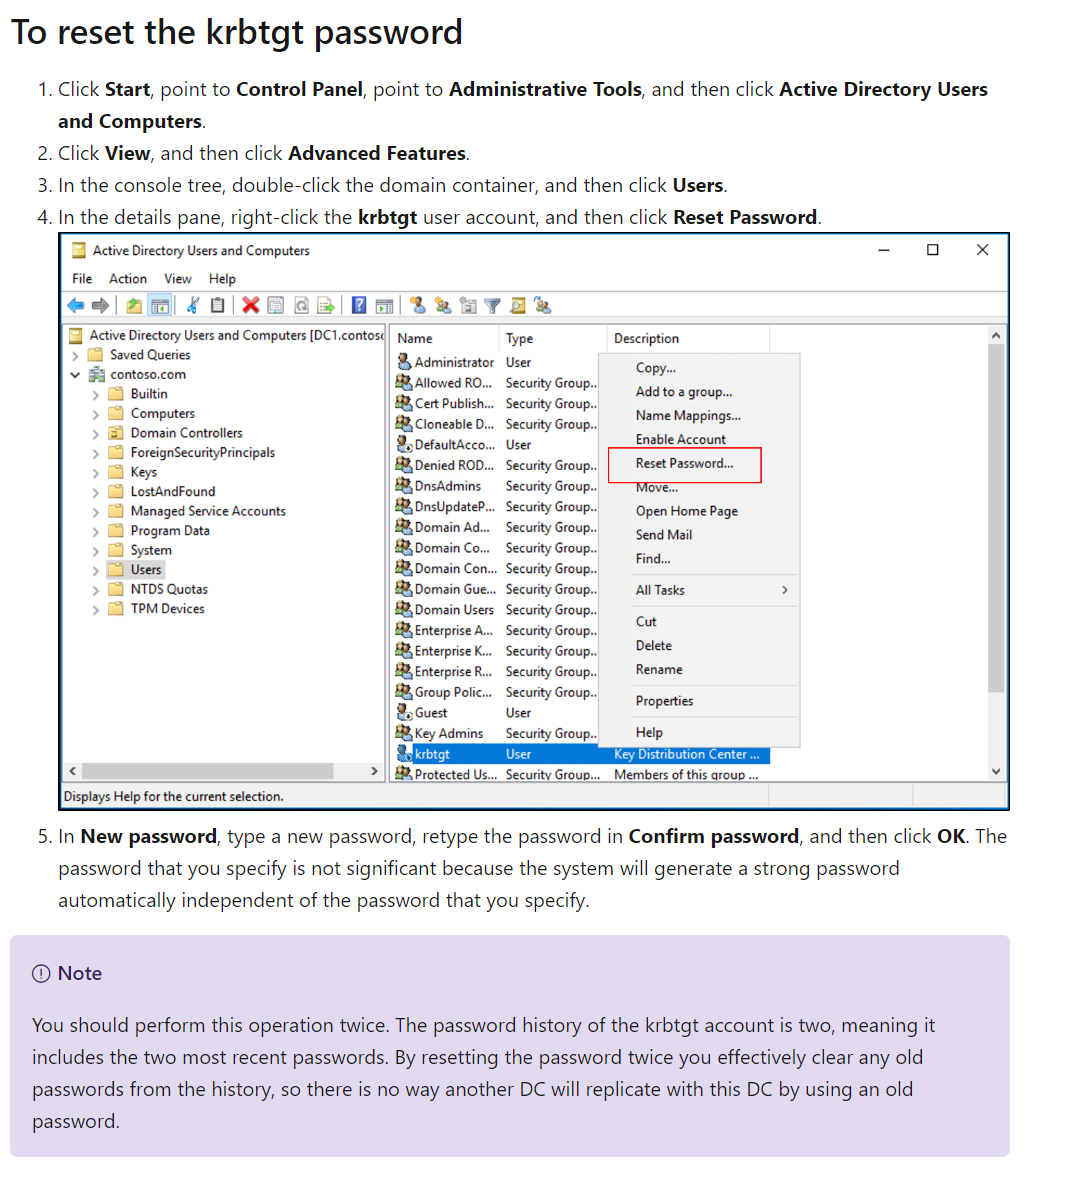 To reset the krbtgt password
1. Click Start, point to Control Panel, point to Administrative Tools, and then click Active Directory Users
and Computers.
2. Click View, and then click Advanced Features.
3. In the console tree, double-click the domain container, and then click Users.
4. In the details pane, right-click the krbtgt user account, and then click Reset Password.
Active Directory Users and Computers
File Action View Help
Active Directory Users and Computers [DC1.contoso
Saved Queries
contoso.com
Builtin
Computers
Domain Controllers
ForeignSecurityPrincipals
Keys
LostAndFound
Managed Service Accounts
Program Data
System
Users
NTDS Quotas
TPM Devices
Name Type Description
Administrator User
Allowed RO... Security Group..
Cert Publish... Security Group..
Cloneable D... Security Group..
DefaultAcco... User
Denied ROD... Security Group..
DnsAdmins Security Group..
DnsUpdateP... Security Group..
Domain Ad... Security Group..
Domain Co... Security Group..
Domain Con... Security Group..
Domain Gue... Security Group..
Domain Users Security Group..
Enterprise A... Security Group..
Enterprise K... Security Group..
Enterprise R... Security Group..
Group Polic... Security Group..
Guest User
Key Admins Security Group..
krbtgt User Key Distribution Center ...
Protected Us... Security Group... Members of this group ...
Copy...
Add to a group...
Name Mappings...
Enable Account
Reset Password...
Move...
Open Home Page
Send Mail
Find...
All Tasks
Cut
Delete
Rename
Properties
Help
Displays Help for the current selection.
5. In New password, type a new password, retype the password in Confirm password, and then click OK. The
password that you specify is not significant because the system will generate a strong password
automatically independent of the password that you specify.
Note
You should perform this operation twice. The password history of the krbtgt account is two, meaning it
includes the two most recent passwords. By resetting the password twice you effectively clear any old
passwords from the history, so there is no way another DC will replicate with this DC by using an old
password.